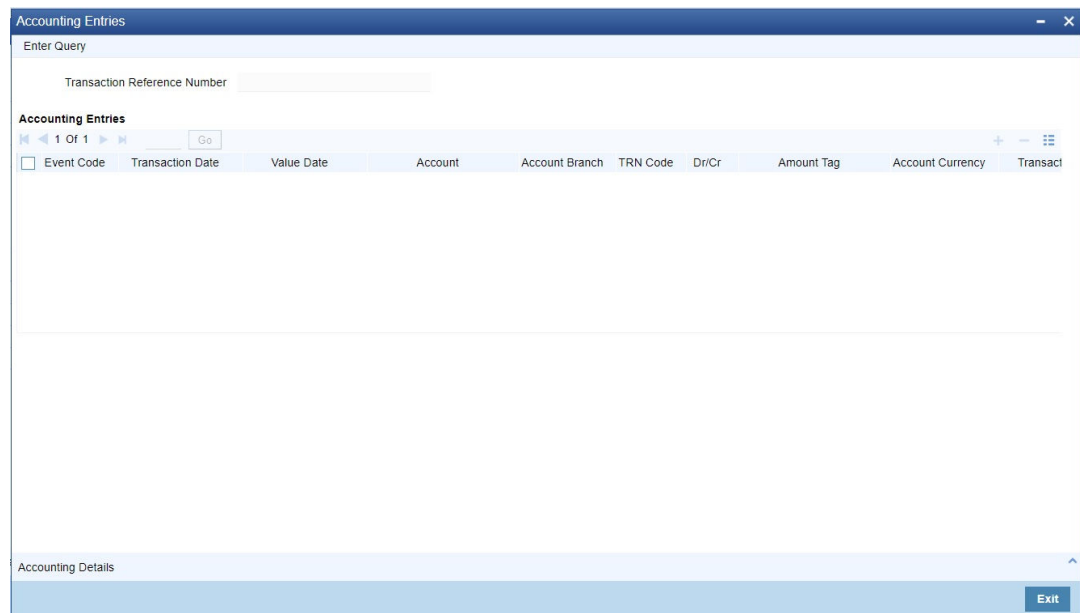 Accounting Entries
Enter Query
Transaction Reference Number
Accounting Entries
1 Of 1 Go
Event Code Transaction Date Value Date Account Account Branch TRN Code Dr/Cr Amount Tag Account Currency Transact
Accounting Details
Exit